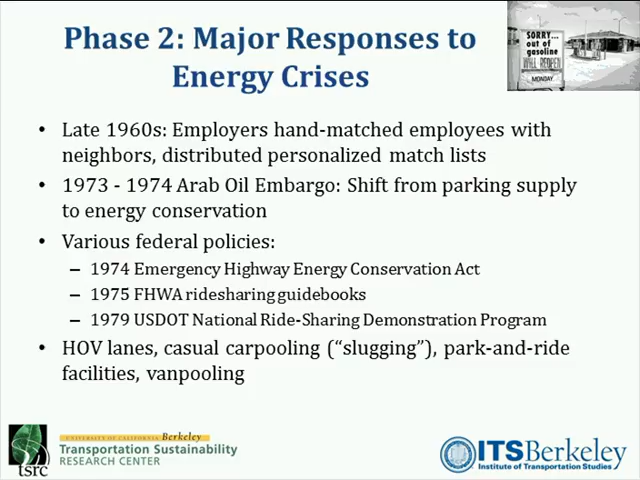 Phase 2: Major Responses to
Energy Crises
SORRY...
out of
gasoline
WILL REOPEN
MONDAY
• Late 1960s: Employers hand-matched employees with
neighbors, distributed personalized match lists
• 1973 - 1974 Arab Oil Embargo: Shift from parking supply
to energy conservation
• Various federal policies:
– 1974 Emergency Highway Energy Conservation Act
– 1975 FHWA ridesharing guidebooks
– 1979 USDOT National Ride-Sharing Demonstration Program
• HOV lanes, casual carpooling (“slugging”), park-and-ride
facilities, vanpooling
tsrc
UNIVERSITY OF CALIFORNIA Berkeley
Transportation Sustainability
RESEARCH CENTER
ITSBerkeley
Institute of Transportation Studies